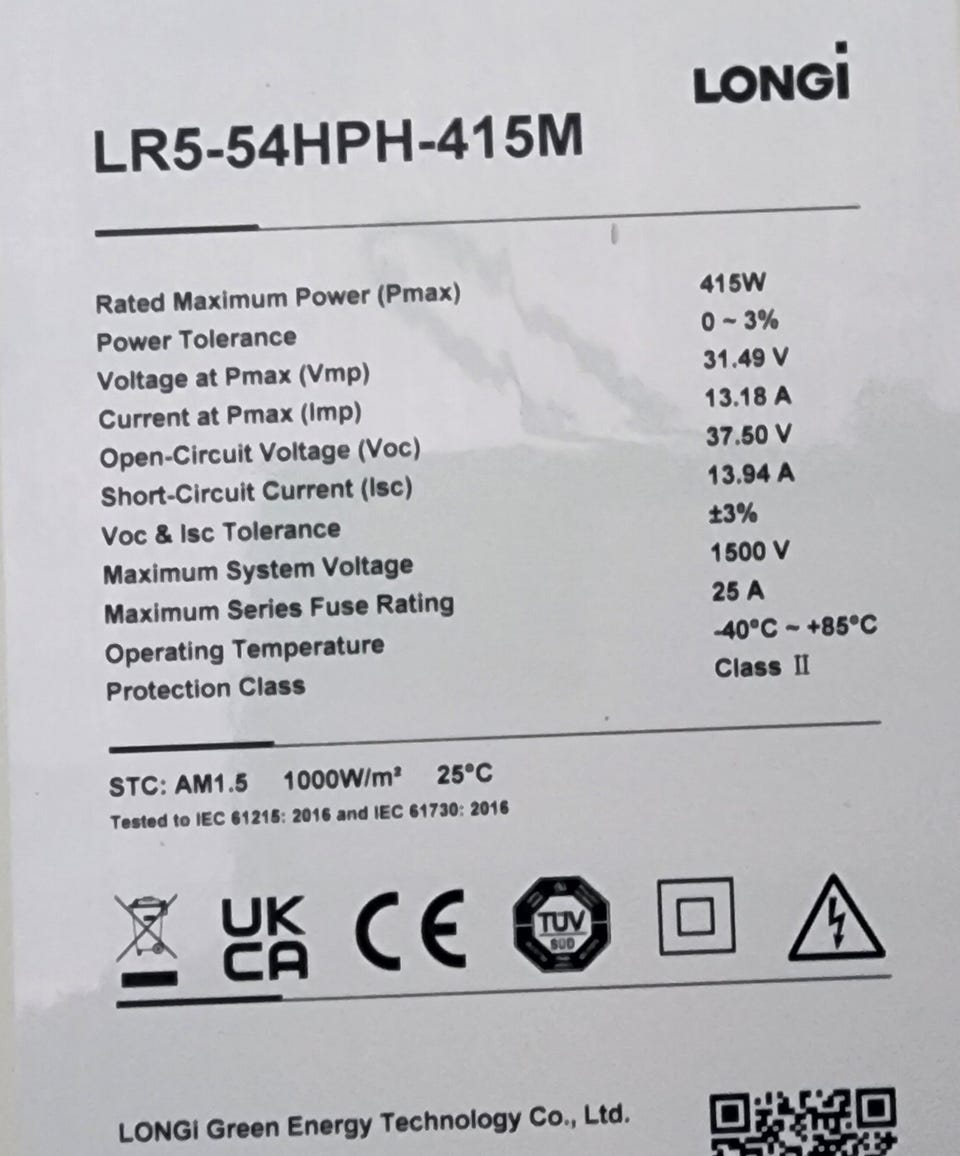 LONGi
LR5-54HPH-415M
Rated Maximum Power (Pmax) 415W
Power Tolerance 0 ~ 3%
Voltage at Pmax (Vmp) 31.49 V
Current at Pmax (Imp) 13.18 A
Open-Circuit Voltage (Voc) 37.50 V
Short-Circuit Current (Isc) 13.94 A
Voc & Isc Tolerance ±3%
Maximum System Voltage 1500 V
Maximum Series Fuse Rating 25 A
Operating Temperature -40°C ~ +85°C
Protection Class Class II
STC: AM1.5 1000W/m² 25°C
Tested to IEC 61215: 2016 and IEC 61730: 2016
UK
CA
CE
TÜV
SÜD
LONGi Green Energy Technology Co., Ltd.